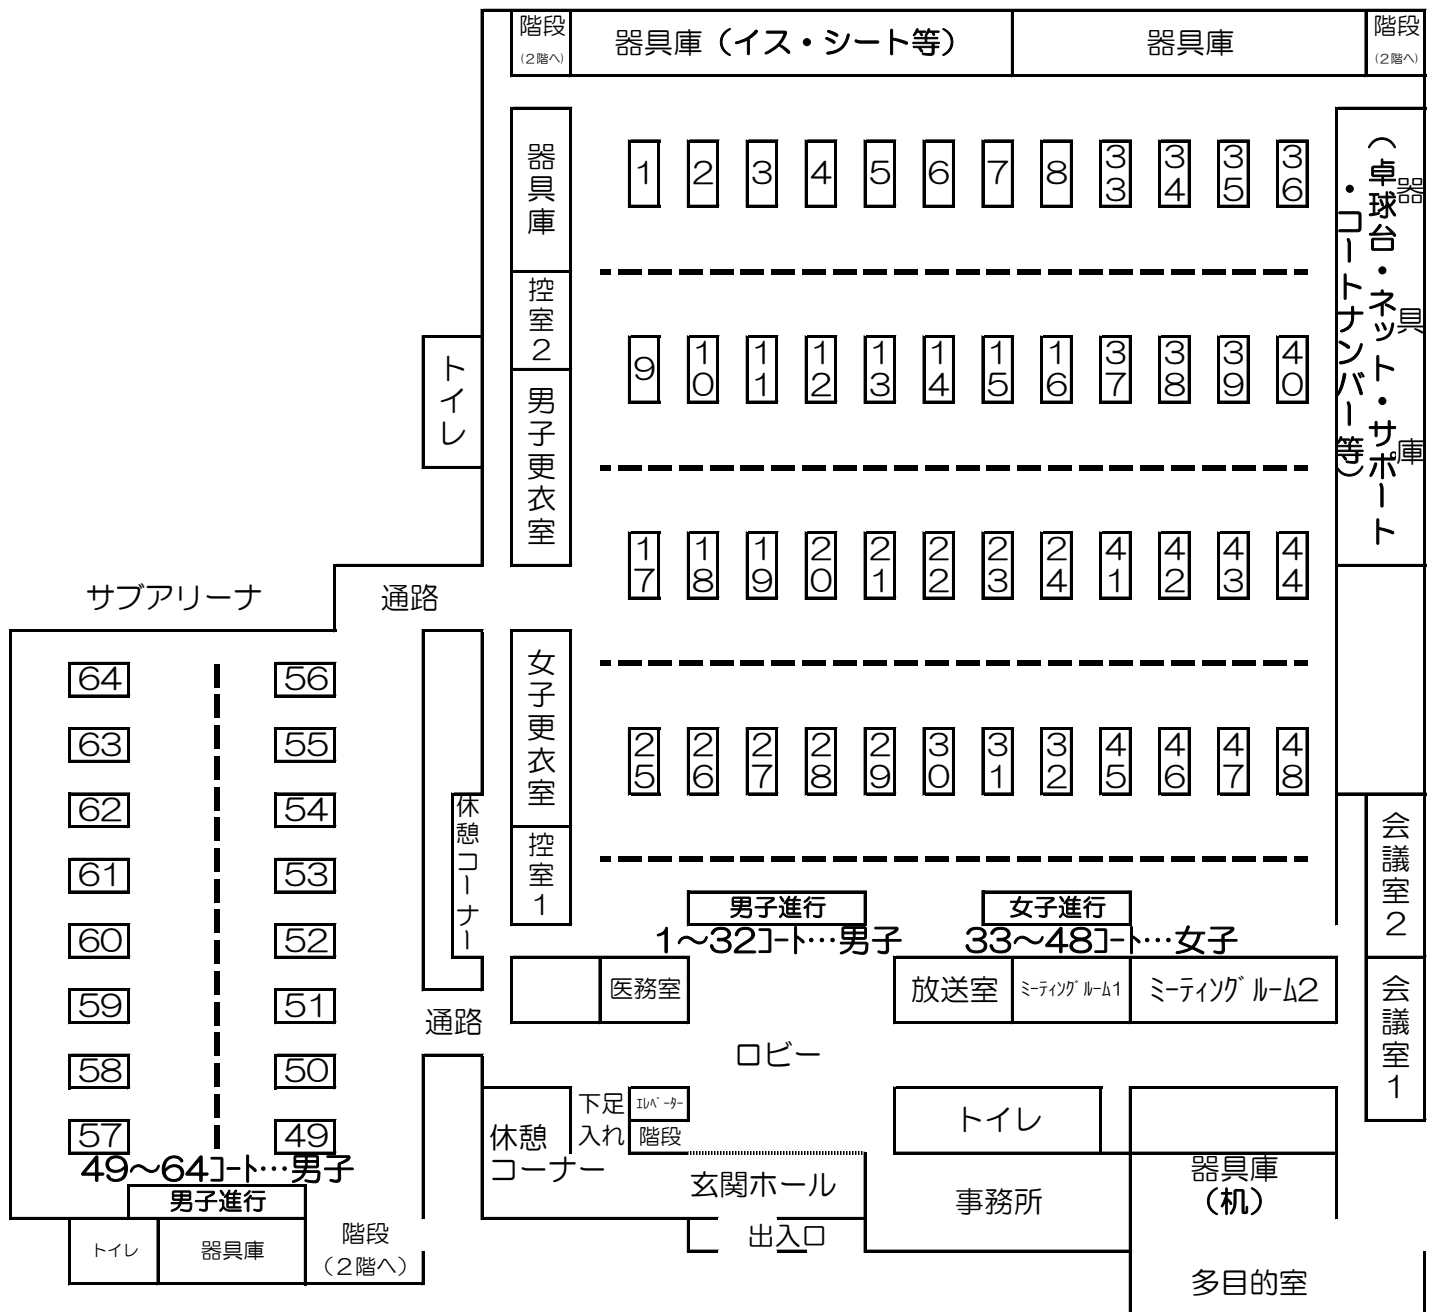 階段
(2階へ)
器具庫（イス・シート等）
器具庫
階段
(2階へ)
器具庫
1 2 3 4 5 6 7 8 33 34 35 36
器具庫
（卓球台・ネット・サポート
・コートナンバー等）
控室2
トイレ
9 10 11 12 13 14 15 16 37 38 39 40
男子更衣室
17 18 19 20 21 22 23 24 41 42 43 44
サブアリーナ
通路
女子更衣室
25 26 27 28 29 30 31 32 45 46 47 48
64 56
63 55
62 54
61 53
60 52
59 51
58 50
57 49
49～64ｺｰﾄ…男子
男子進行
トイレ
器具庫
階段
（2階へ）
休憩コーナー
控室1
男子進行
女子進行
1～32ｺｰﾄ…男子
33～48ｺｰﾄ…女子
会議室2
医務室
放送室
ﾐｰﾃｨﾝｸﾞﾙｰﾑ1
ﾐｰﾃｨﾝｸﾞﾙｰﾑ2
会議室1
通路
ロビー
休憩
コーナー
下足
入れ
ｴﾚﾍﾞｰﾀｰ
階段
トイレ
玄関ホール
事務所
器具庫
（机）
出入口
多目的室